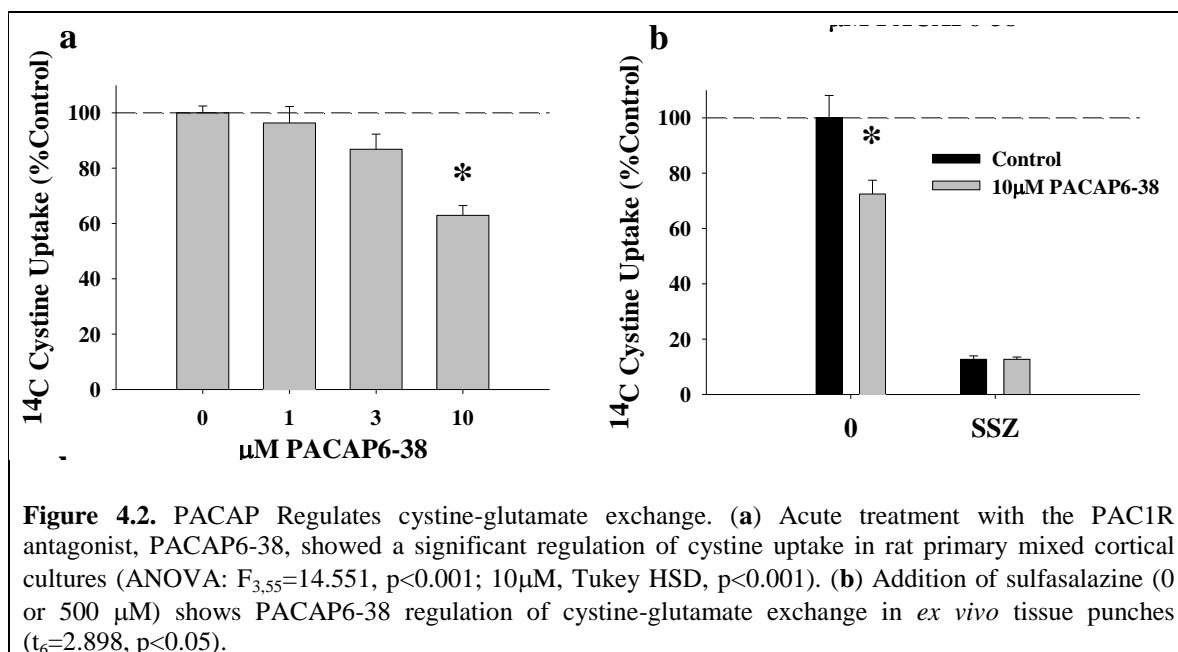 a
14C Cystine Uptake (%Control)
100
80
60
40
20
0
*
0 1 3 10
µM PACAP6-38
b
14C Cystine Uptake (%Control)
100
80
60
40
20
0
*
Control
10µM PACAP6-38
0 SSZ
Figure 4.2. PACAP Regulates cystine-glutamate exchange. (a) Acute treatment with the PAC1R
antagonist, PACAP6-38, showed a significant regulation of cystine uptake in rat primary mixed cortical
cultures (ANOVA: F3,55=14.551, p<0.001; 10µM, Tukey HSD, p<0.001). (b) Addition of sulfasalazine (0
or 500 µM) shows PACAP6-38 regulation of cystine-glutamate exchange in ex vivo tissue punches
(t6=2.898, p<0.05).